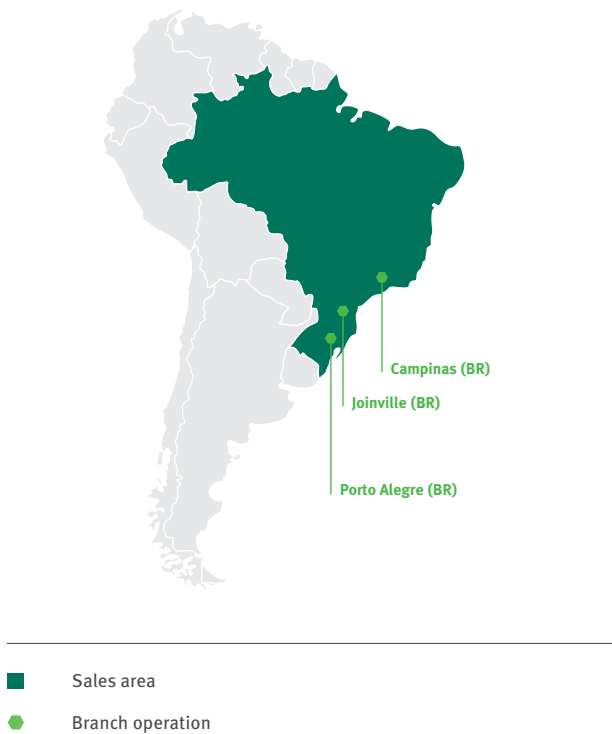 Campinas (BR)
Joinville (BR)
Porto Alegre (BR)
Sales area
Branch operation